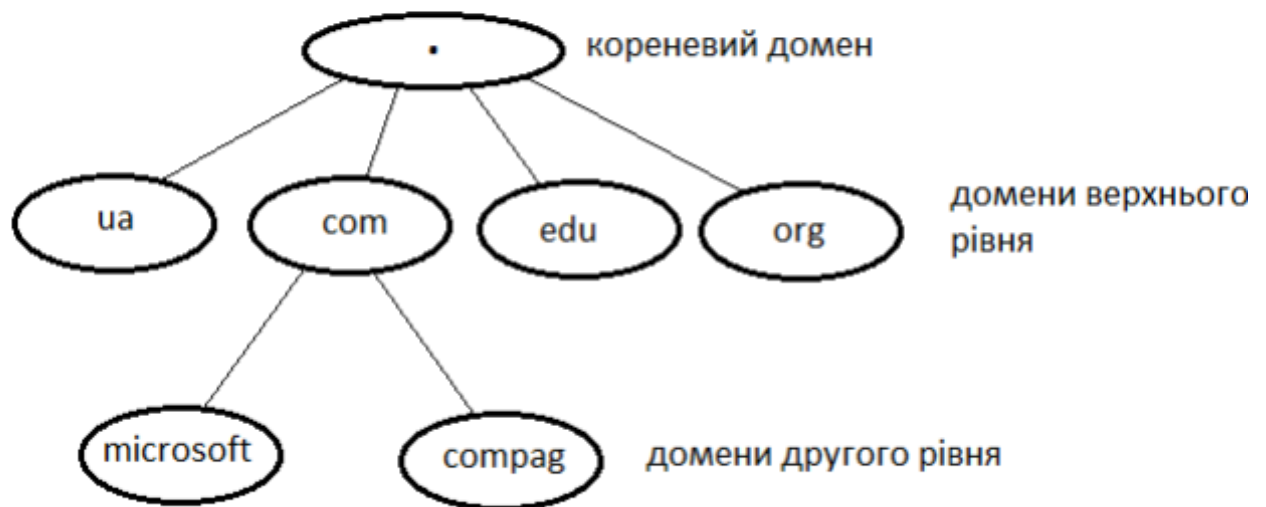 .
кореневий домен
ua
com
edu
org
домени верхнього
рівня
microsoft
compag
домени другого рівня